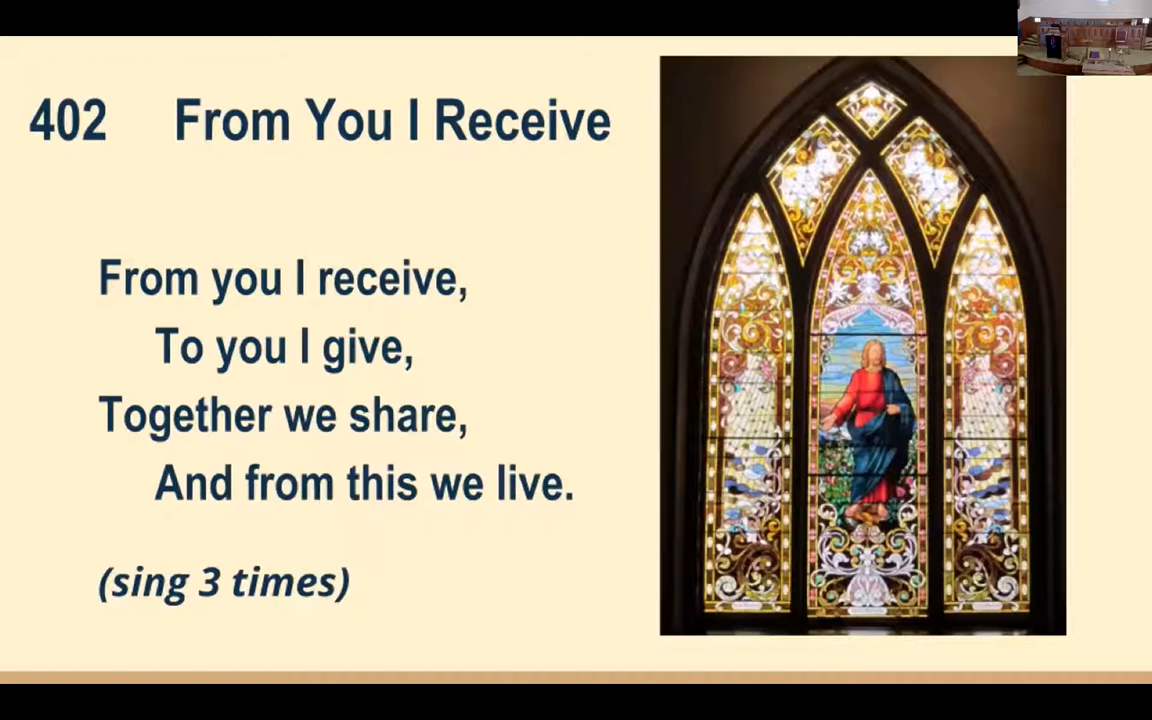 402 From You I Receive
From you I receive,
To you I give,
Together we share,
And from this we live.
(sing 3 times)